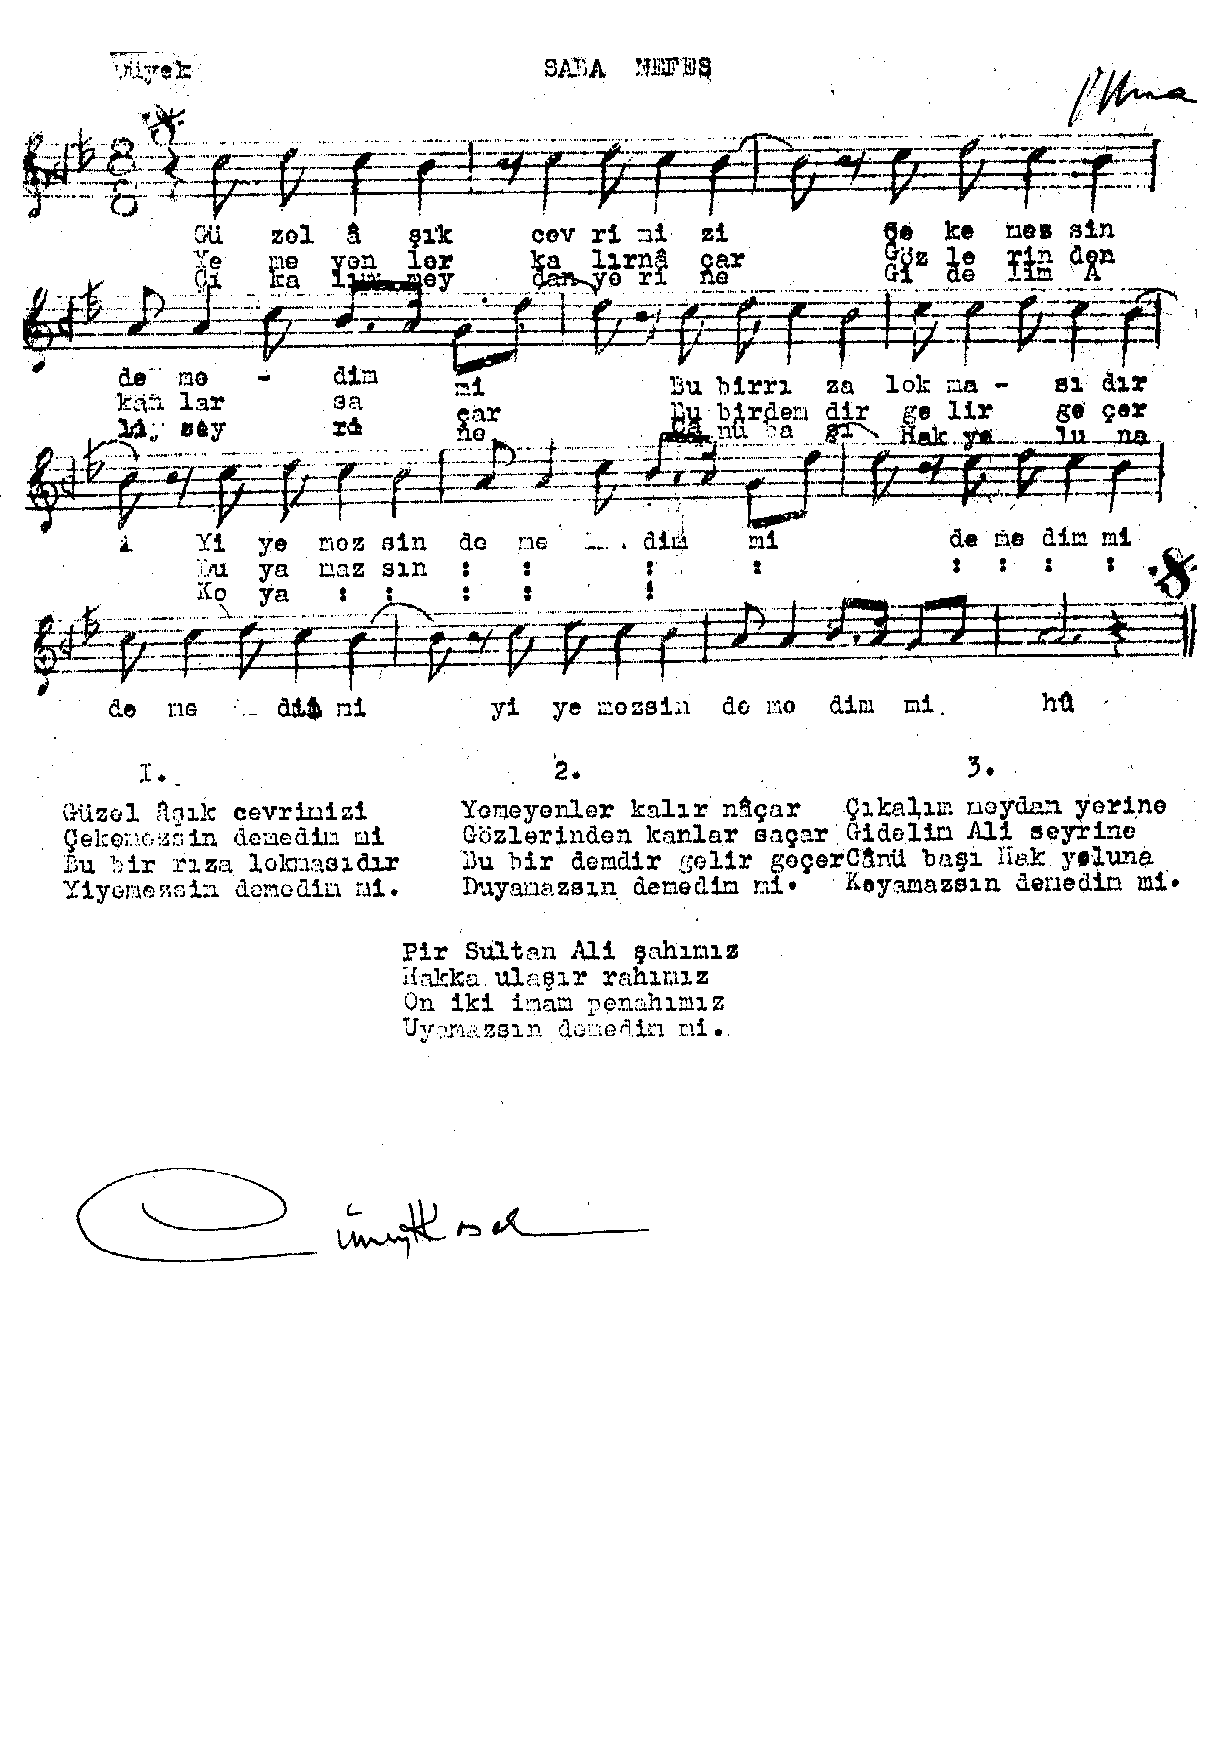 Düyek
SABA NEFES
8
8
Gü zel â şık cev ri ni zi Çe ke mez sin
Ye me yen ler ka lırnâ çar Göz le rin den
Çı ka lım mey dan ye ri ne Gi de lim A
de me - dim mi Bu birrı za lok ma - sı dır
kan lar sa çar Bu birdem dir ge lir ge çer
li, sey ri ne Câ nü ba şı Hak yo lu na
Yi ye mez sin de me dim mi de me dim mi
Du ya maz sın : : : : : : : :
Ko ya : : : : :
de me dim mi yi ye mezsin de me dim mi. hû
1. 2. 3.
Güzel âşık cevrinizi
Çekemezsin demedim mi
Bu bir rıza lokmasıdır
Yiyemezsin demedim mi.
Yemeyenler kalır nâçar
Gözlerinden kanlar saçar
Bu bir demdir gelir geçer
Duyamazsın demedim mi.
Çıkalım meydan yerine
Gidelim Ali seyrine
Cânü başı Hak yoluna
Koyamazsın demedim mi.
Pir Sultan Ali şahımız
Hakka ulaşır rahımız
On iki imam penahımız
Uyamazsın demedim mi.